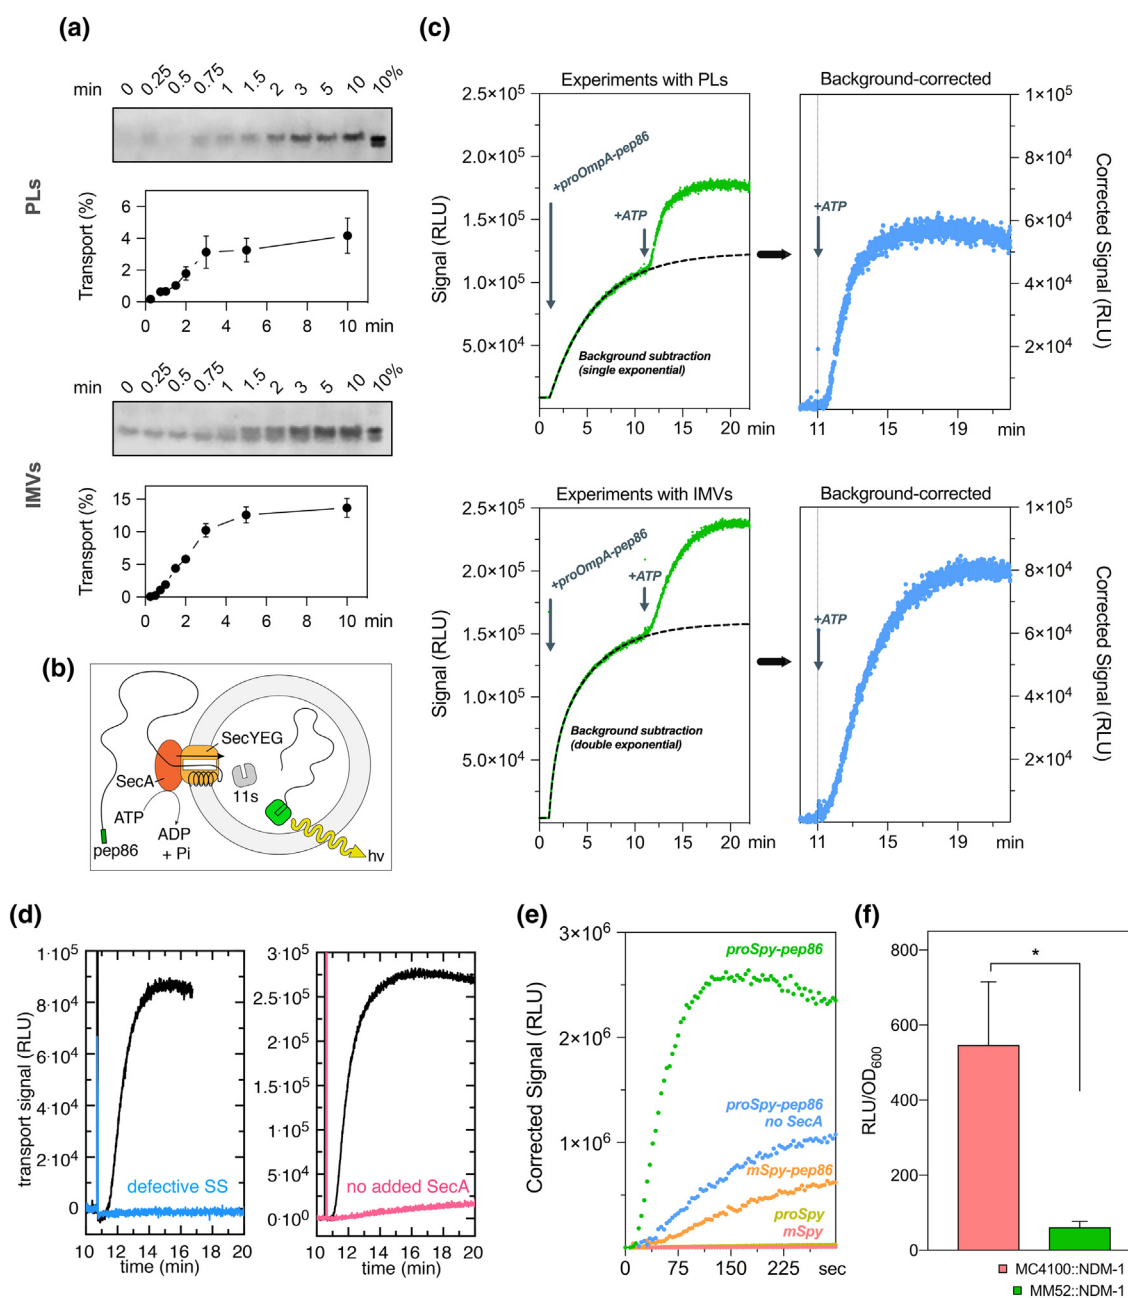 (a)
min 0 0.25 0.5 0.75 1 1.5 2 3 5 10 10%
PLs
Transport (%)
6
4
2
0
0 2 4 6 8 10 min
min 0 0.25 0.5 0.75 1 1.5 2 3 5 10 10%
IMVs
Transport (%)
15
10
5
0
0 2 4 6 8 10 min
(b)
SecYEG
SecA
11s
ATP
ADP
+ Pi
pep86
hv
(c)
Experiments with PLs
Signal (RLU)
2.5×10⁵
2.0×10⁵
1.5×10⁵
1.0×10⁵
5.0×10⁴
+proOmpA-pep86
+ATP
Background subtraction
(single exponential)
0 5 10 15 20 min
Background-corrected
1×10⁵
8×10⁴
6×10⁴
4×10⁴
2×10⁴
Corrected Signal (RLU)
+ATP
11 15 19 min
Experiments with IMVs
Signal (RLU)
2.5×10⁵
2.0×10⁵
1.5×10⁵
1.0×10⁵
5.0×10⁴
+proOmpA-pep86
+ATP
Background subtraction
(double exponential)
0 5 10 15 20 min
Background-corrected
1×10⁵
8×10⁴
6×10⁴
4×10⁴
2×10⁴
Corrected Signal (RLU)
+ATP
11 15 19 min
(d)
transport signal (RLU)
1·10⁵
8·10⁴
6·10⁴
4·10⁴
2·10⁴
0
defective SS
10 12 14 16 18 20
time (min)
3·10⁵
2.5·10⁵
2·10⁵
1·10⁵
5·10⁴
0·10⁰
no added SecA
10 12 14 16 18 20
time (min)
(e)
Corrected Signal (RLU)
3×10⁶
2×10⁶
1×10⁶
proSpy-pep86
proSpy-pep86
no SecA
mSpy-pep86
proSpy
mSpy
0 75 150 225 sec
(f)
RLU/OD₆₀₀
800
600
400
200
0
*
MC4100::NDM-1
MM52::NDM-1